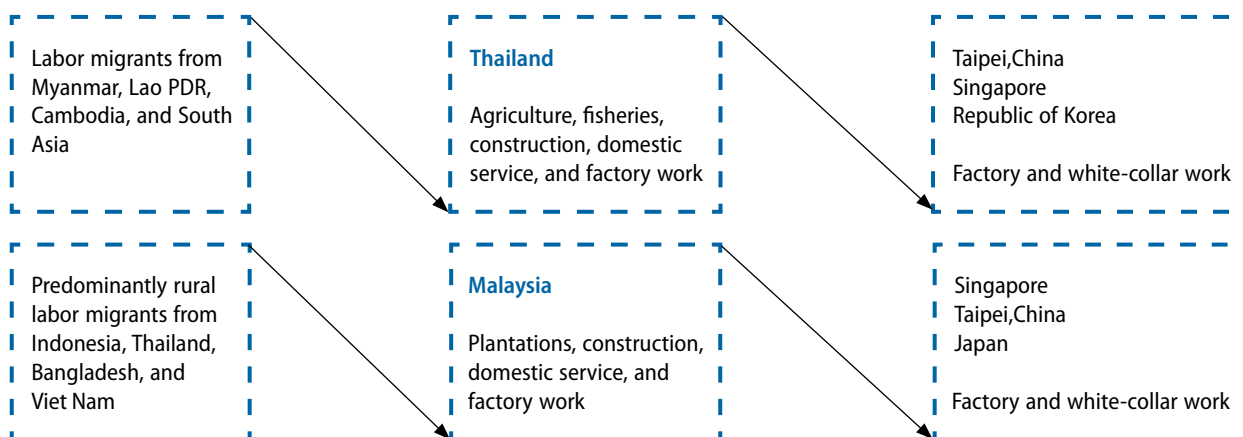 Labor migrants from
Myanmar, Lao PDR,
Cambodia, and South
Asia
Thailand
Agriculture, fisheries,
construction, domestic
service, and factory work
Taipei,China
Singapore
Republic of Korea
Factory and white-collar work
Predominantly rural
labor migrants from
Indonesia, Thailand,
Bangladesh, and
Viet Nam
Malaysia
Plantations, construction,
domestic service, and
factory work
Singapore
Taipei,China
Japan
Factory and white-collar work